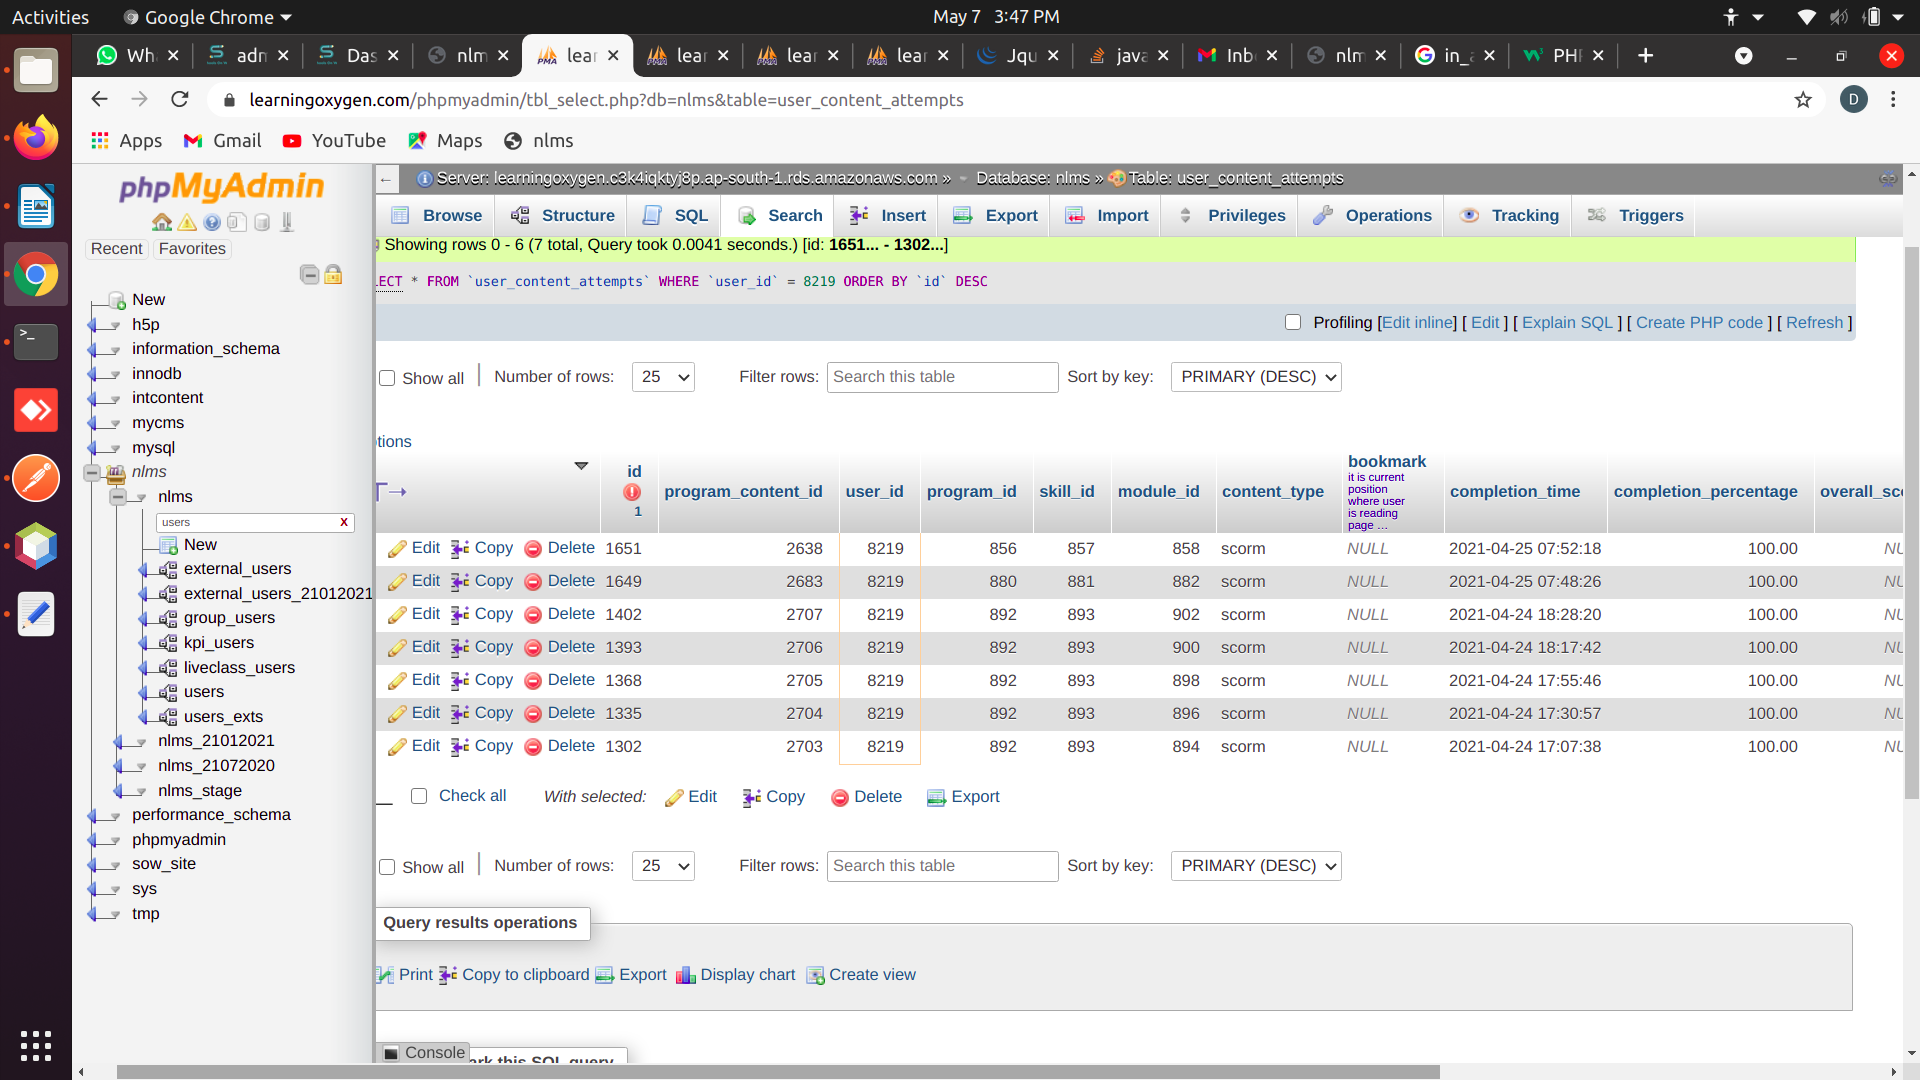 Activities
Google Chrome
May 7 3:47 PM
Wh
adm
Das
nlm
lear
lear
lear
lear
Jqu
java
Inb
nlm
in_
PHP
learningoxygen.com/phpmyadmin/tbl_select.php?db=nlms&table=user_content_attempts
D
Apps
Gmail
YouTube
Maps
nlms
phpMyAdmin
Recent
Favorites
New
h5p
information_schema
innodb
intcontent
mycms
mysql
nlms
nlms
users
X
New
external_users
external_users_21012021
group_users
kpi_users
liveclass_users
users
users_exts
nlms_21012021
nlms_21072020
nlms_stage
performance_schema
phpmyadmin
sow_site
sys
tmp
Server: learningoxygen.c3k4iqktyj8p.ap-south-1.rds.amazonaws.com » Database: nlms » Table: user_content_attempts
Browse
Structure
SQL
Search
Insert
Export
Import
Privileges
Operations
Tracking
Triggers
Showing rows 0 - 6 (7 total, Query took 0.0041 seconds.) [id: 1651... - 1302...]
LECT * FROM `user_content_attempts` WHERE `user_id` = 8219 ORDER BY `id` DESC
Profiling [Edit inline] [ Edit ] [ Explain SQL ] [ Create PHP code ] [ Refresh ]
Show all
Number of rows: 25
Filter rows: Search this table
Sort by key: PRIMARY (DESC)
tions
id 1
program_content_id
user_id
program_id
skill_id
module_id
content_type
bookmark
it is current
position
where user
is reading
page ...
completion_time
completion_percentage
overall_sco
Edit Copy Delete 1651 2638 8219 856 857 858 scorm NULL 2021-04-25 07:52:18 100.00 NU
Edit Copy Delete 1649 2683 8219 880 881 882 scorm NULL 2021-04-25 07:48:26 100.00 NU
Edit Copy Delete 1402 2707 8219 892 893 902 scorm NULL 2021-04-24 18:28:20 100.00 NU
Edit Copy Delete 1393 2706 8219 892 893 900 scorm NULL 2021-04-24 18:17:42 100.00 NU
Edit Copy Delete 1368 2705 8219 892 893 898 scorm NULL 2021-04-24 17:55:46 100.00 NU
Edit Copy Delete 1335 2704 8219 892 893 896 scorm NULL 2021-04-24 17:30:57 100.00 NU
Edit Copy Delete 1302 2703 8219 892 893 894 scorm NULL 2021-04-24 17:07:38 100.00 NU
Check all
With selected:
Edit
Copy
Delete
Export
Show all
Number of rows: 25
Filter rows: Search this table
Sort by key: PRIMARY (DESC)
Query results operations
Print
Copy to clipboard
Export
Display chart
Create view
Console
ark this SQL query